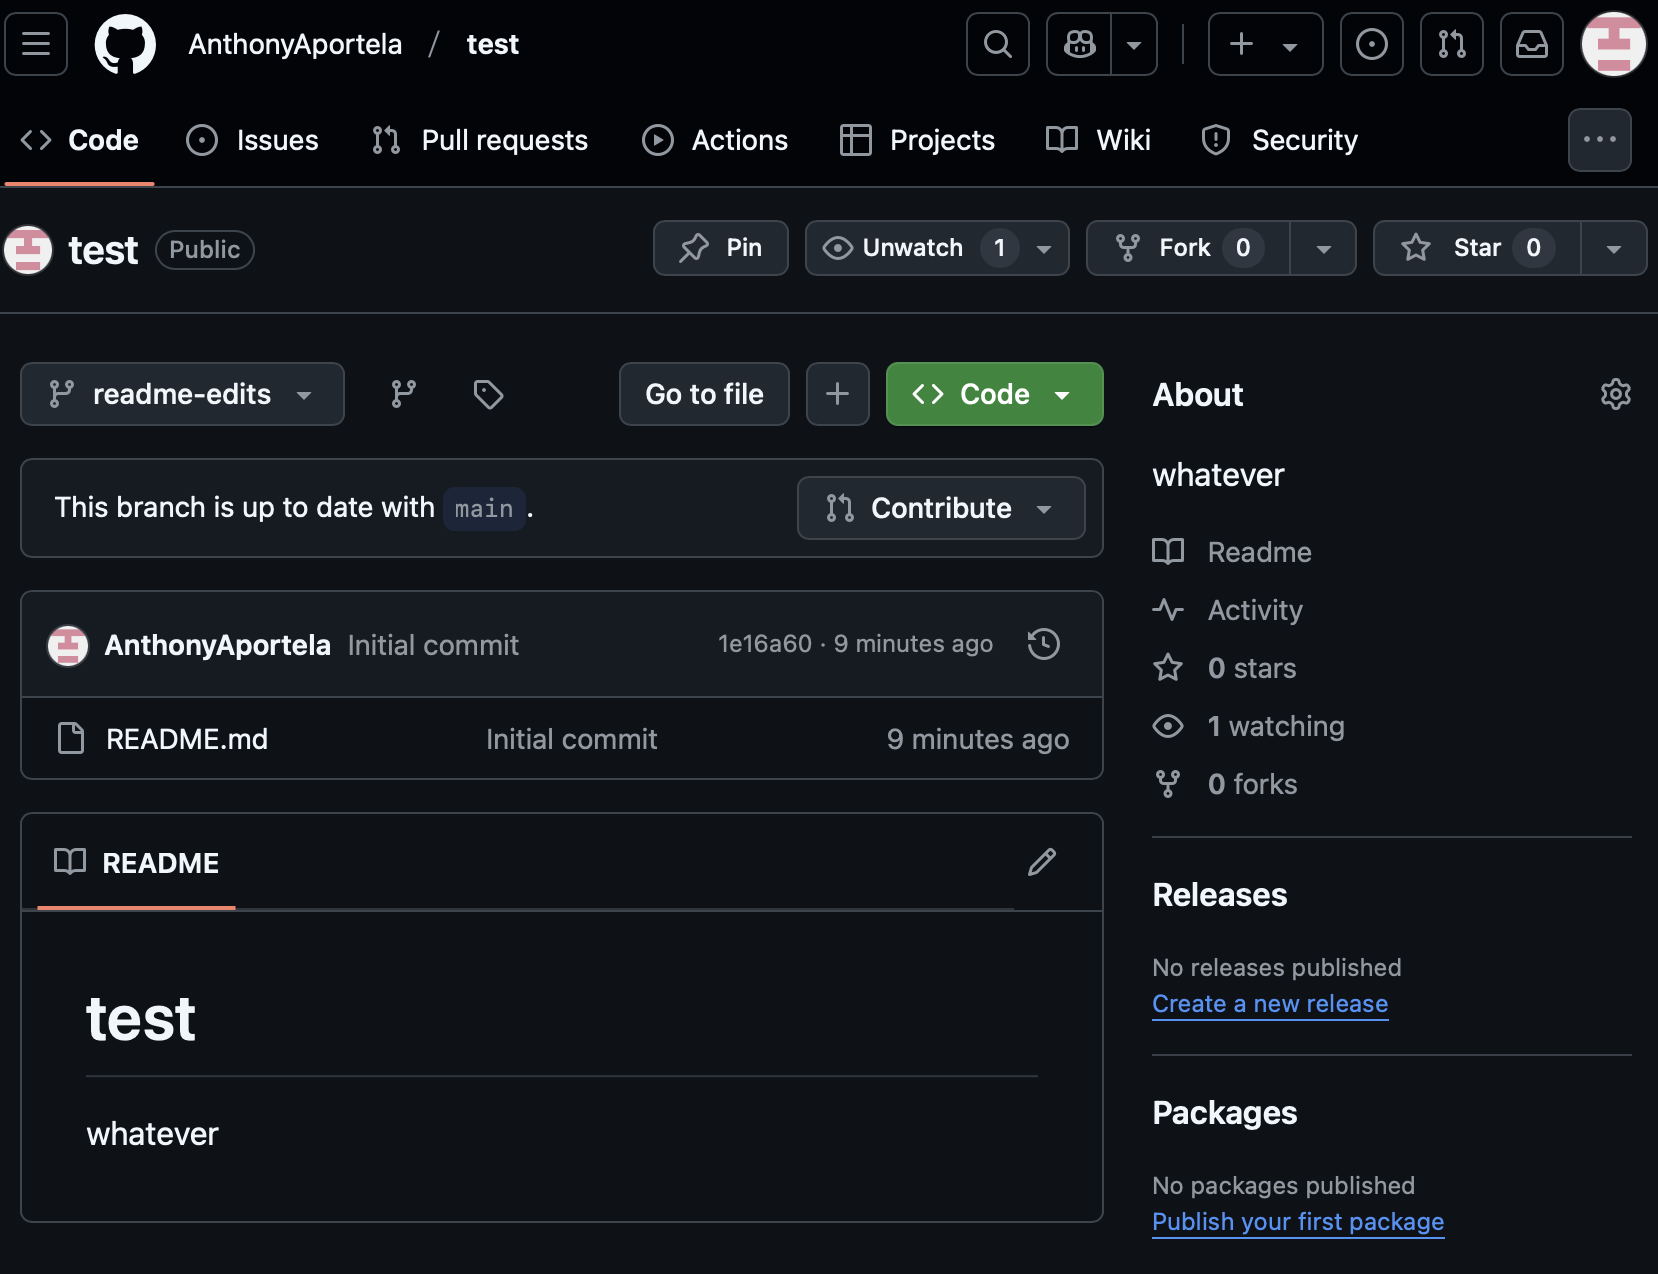 AnthonyAportela / test
Code Issues Pull requests Actions Projects Wiki Security
test Public Pin Unwatch 1 Fork 0 Star 0
readme-edits Go to file Code
This branch is up to date with main .
Contribute
AnthonyAportela Initial commit 1e16a60 · 9 minutes ago
README.md Initial commit 9 minutes ago
README
test
whatever
About
whatever
Readme
Activity
0 stars
1 watching
0 forks
Releases
No releases published
Create a new release
Packages
No packages published
Publish your first package